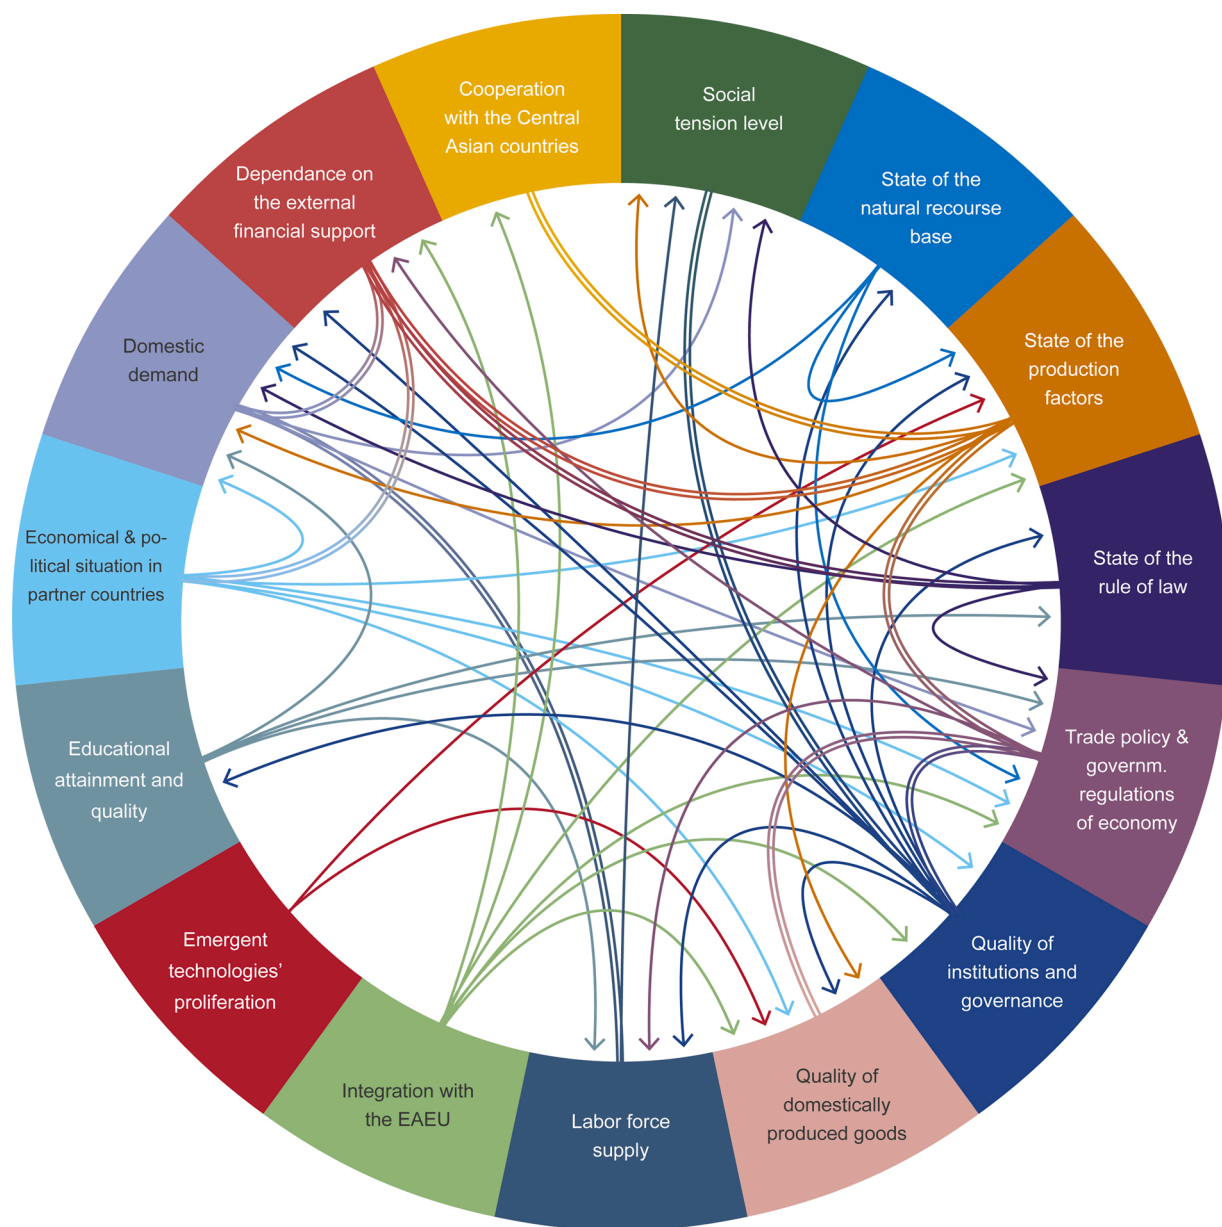 Cooperation
with the Central
Asian countries
Social
tension level
State of the
natural recourse
base
State of the
production
factors
State of the
rule of law
Trade policy &
governm.
regulations
of economy
Quality of
institutions and
governance
Quality of
domestically
produced goods
Labor force
supply
Integration with
the EAEU
Emergent
technologies’
proliferation
Educational
attainment and
quality
Economical & po-
litical situation in
partner countries
Domestic
demand
Dependance on
the external
financial support